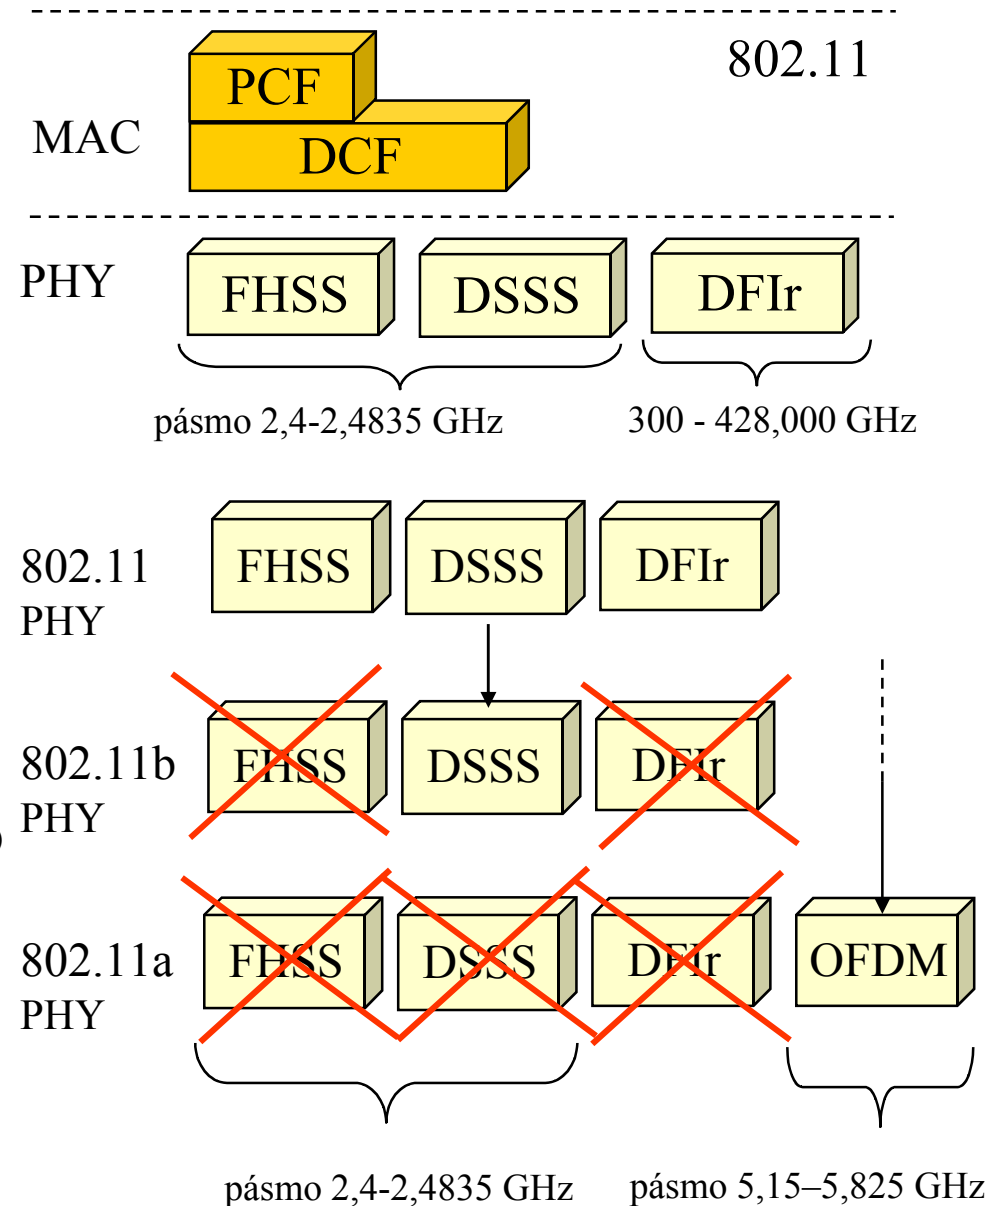 802.11
PCF
MAC
DCF
PHY
FHSS DSSS DFIr
pásmo 2,4-2,4835 GHz 300 - 428,000 GHz
802.11 FHSS DSSS DFIr
PHY
802.11b FHSS DSSS DFIr
PHY
)
802.11a FHSS DSSS DFIr OFDM
PHY
pásmo 2,4-2,4835 GHz pásmo 5,15–5,825 GHz